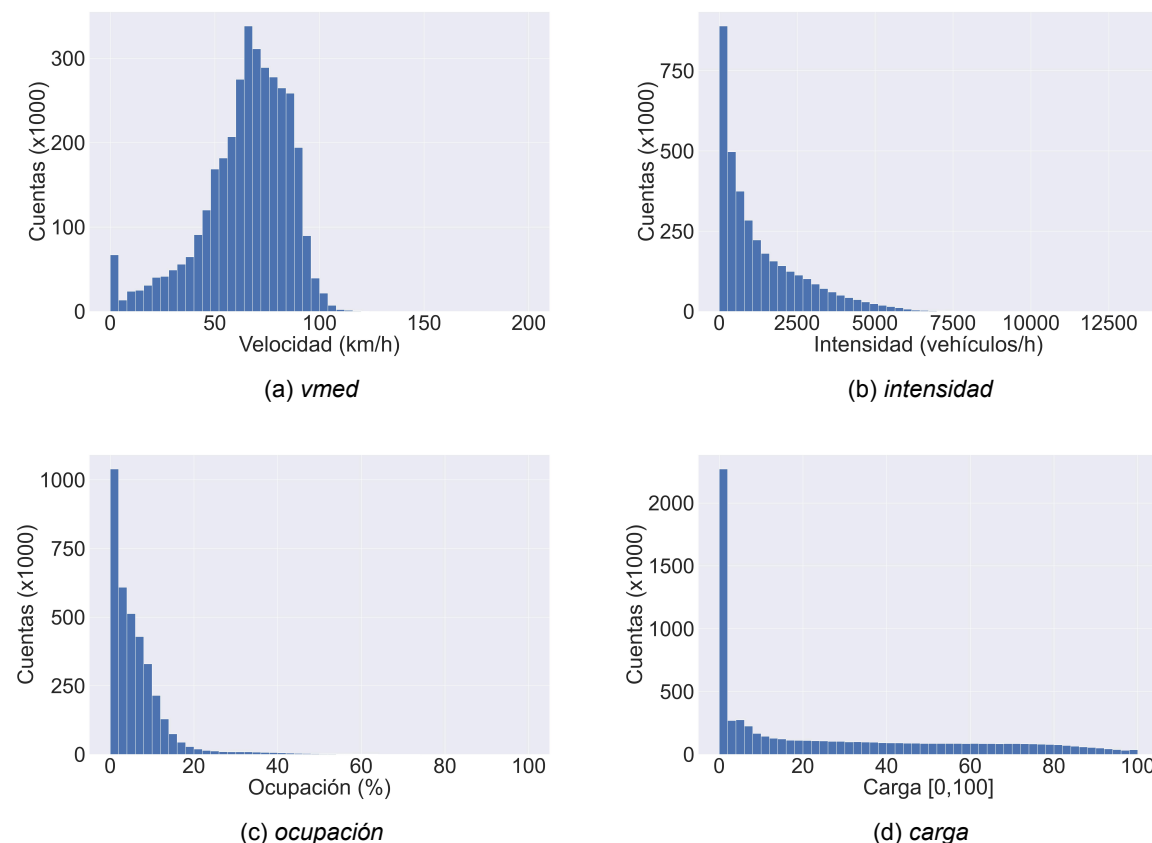 Cuentas (x1000)
300
200
100
0
0 50 100 150 200
Velocidad (km/h)
(a) vmed
Cuentas (x1000)
750
500
250
0
0 2500 5000 7500 10000 12500
Intensidad (vehículos/h)
(b) intensidad
Cuentas (x1000)
1000
750
500
250
0
0 20 40 60 80 100
Ocupación (%)
(c) ocupación
Cuentas (x1000)
2000
1500
1000
500
0
0 20 40 60 80 100
Carga [0,100]
(d) carga